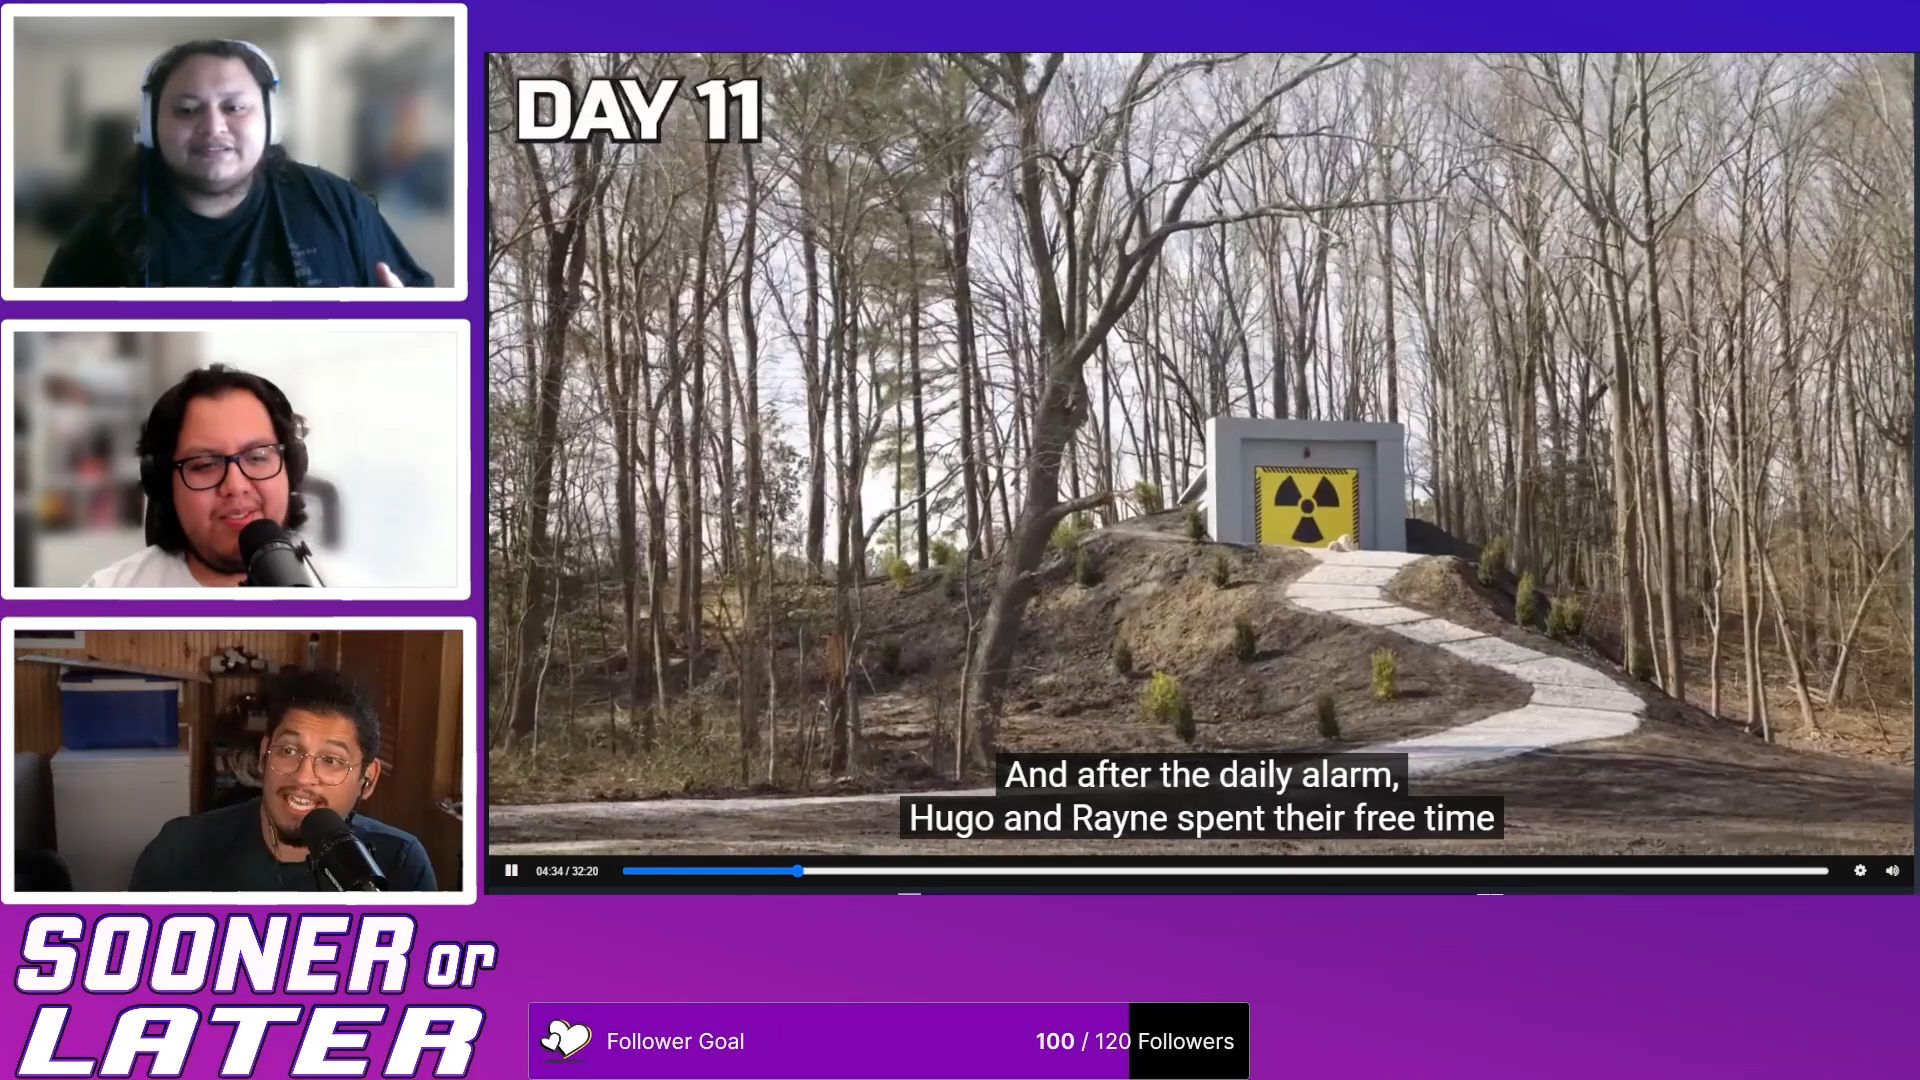 DAY 11
And after the daily alarm,
Hugo and Rayne spent their free time
04:34 / 32:20
SOONER or
LATER
Follower Goal
100 / 120 Followers